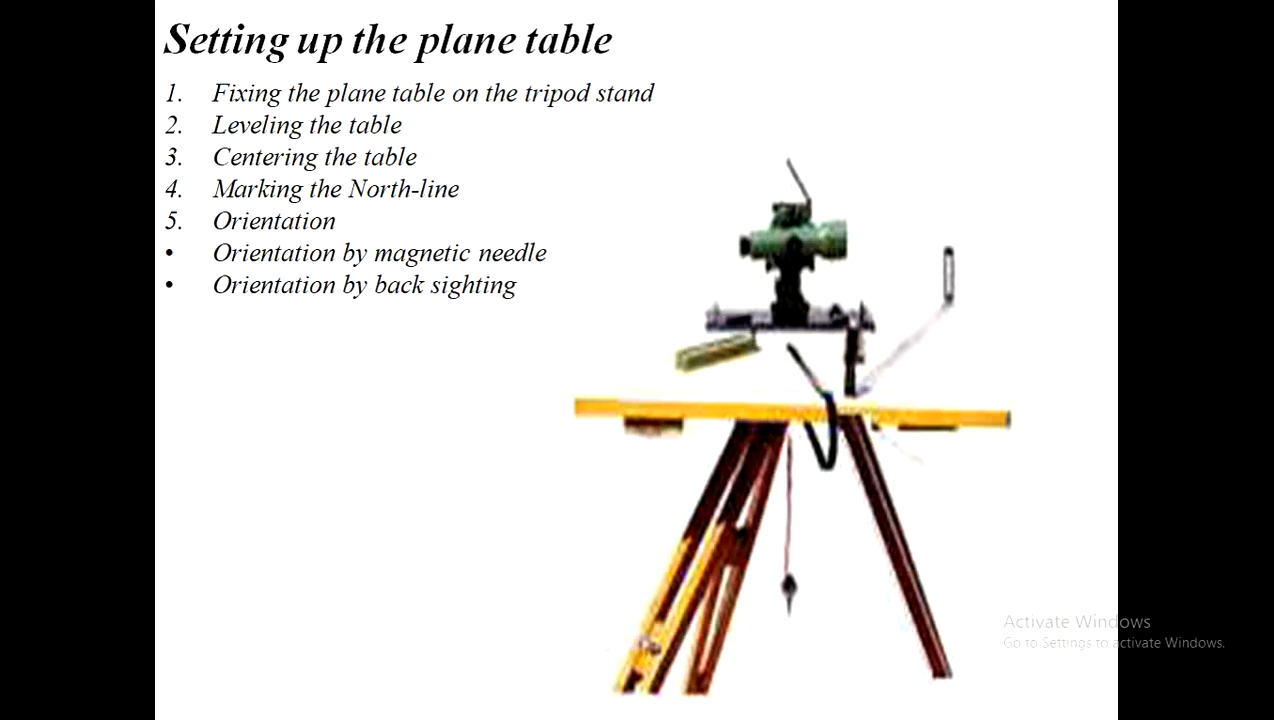 Setting up the plane table
1. Fixing the plane table on the tripod stand
2. Leveling the table
3. Centering the table
4. Marking the North-line
5. Orientation
• Orientation by magnetic needle
• Orientation by back sighting
Activate Windows
Go to Settings to activate Windows.